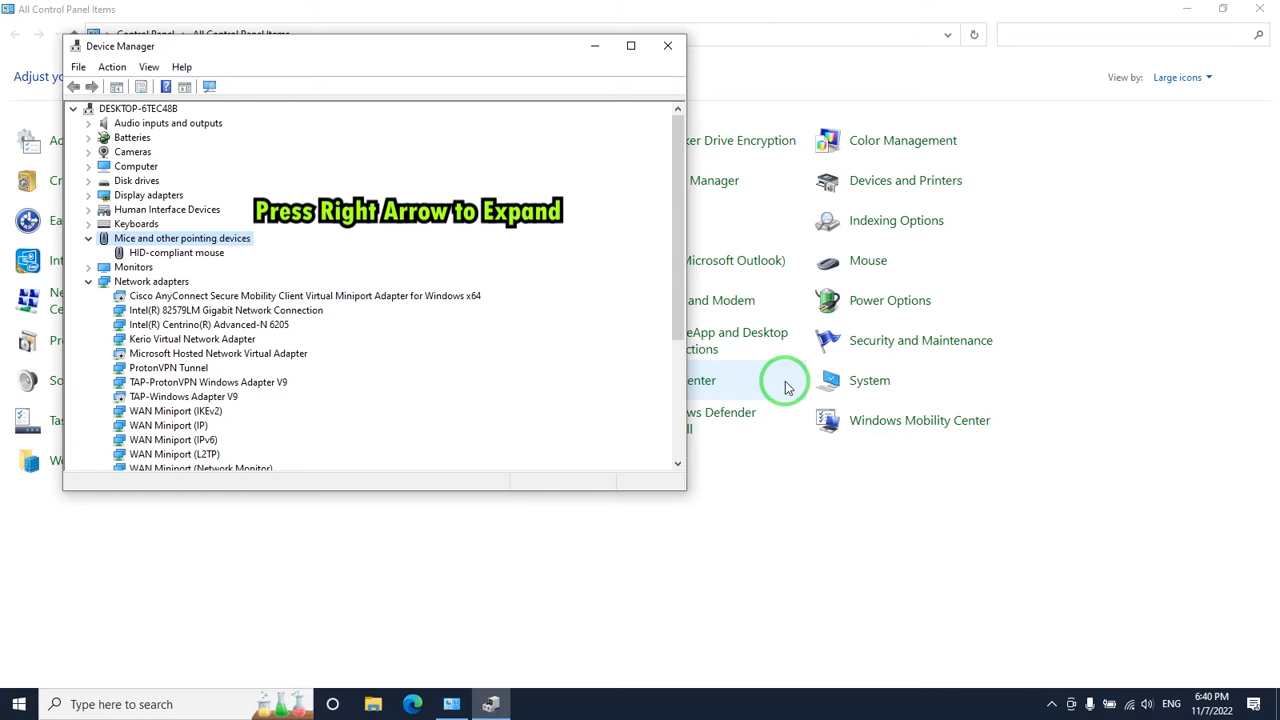 All Control Panel Items
Control Panel
All Control Panel Items
Adjust yo
View by:
Large icons
Device Manager
File
Action
View
Help
DESKTOP-6TEC48B
Audio inputs and outputs
Batteries
Cameras
Computer
Disk drives
Display adapters
Human Interface Devices
Keyboards
Mice and other pointing devices
HID-compliant mouse
Monitors
Network adapters
Cisco AnyConnect Secure Mobility Client Virtual Miniport Adapter for Windows x64
Intel(R) 82579LM Gigabit Network Connection
Intel(R) Centrino(R) Advanced-N 6205
Kerio Virtual Network Adapter
Microsoft Hosted Network Virtual Adapter
ProtonVPN Tunnel
TAP-ProtonVPN Windows Adapter V9
TAP-Windows Adapter V9
WAN Miniport (IKEv2)
WAN Miniport (IP)
WAN Miniport (IPv6)
WAN Miniport (L2TP)
WAN Miniport (Network Monitor)
Press Right Arrow to Expand
ker Drive Encryption
Manager
Microsoft Outlook)
and Modem
eApp and Desktop
ctions
enter
ws Defender
ll
Color Management
Devices and Printers
Indexing Options
Mouse
Power Options
Security and Maintenance
System
Windows Mobility Center
Type here to search
ENG
6:40 PM
11/7/2022